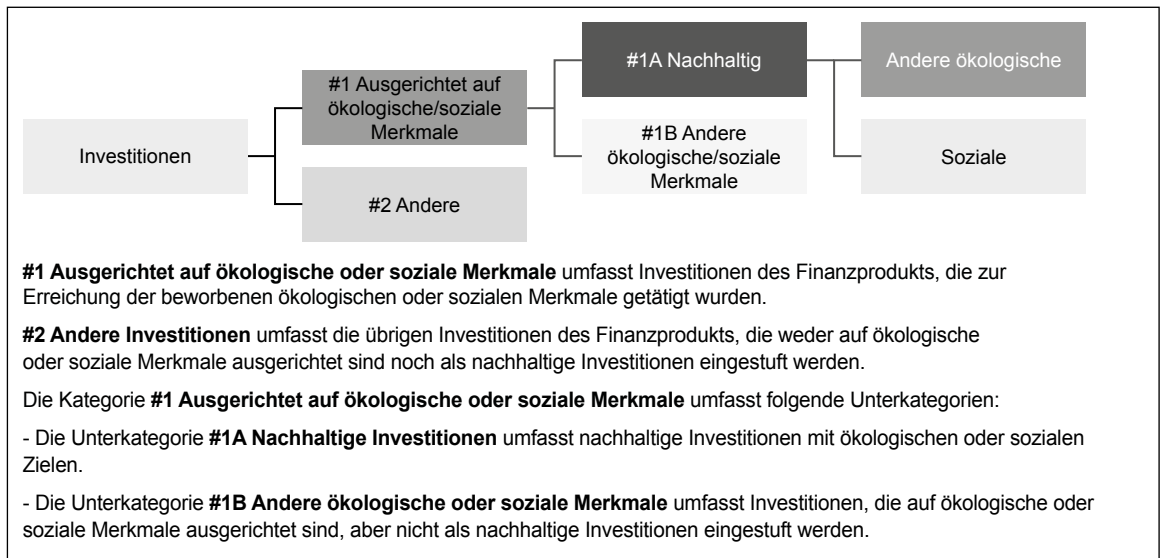 Investitionen
#1 Ausgerichtet auf
ökologische/soziale
Merkmale
#2 Andere
#1A Nachhaltig
#1B Andere
ökologische/soziale
Merkmale
Andere ökologische
Soziale
#1 Ausgerichtet auf ökologische oder soziale Merkmale umfasst Investitionen des Finanzprodukts, die zur
Erreichung der beworbenen ökologischen oder sozialen Merkmale getätigt wurden.
#2 Andere Investitionen umfasst die übrigen Investitionen des Finanzprodukts, die weder auf ökologische
oder soziale Merkmale ausgerichtet sind noch als nachhaltige Investitionen eingestuft werden.
Die Kategorie #1 Ausgerichtet auf ökologische oder soziale Merkmale umfasst folgende Unterkategorien:
- Die Unterkategorie #1A Nachhaltige Investitionen umfasst nachhaltige Investitionen mit ökologischen oder sozialen
Zielen.
- Die Unterkategorie #1B Andere ökologische oder soziale Merkmale umfasst Investitionen, die auf ökologische oder
soziale Merkmale ausgerichtet sind, aber nicht als nachhaltige Investitionen eingestuft werden.